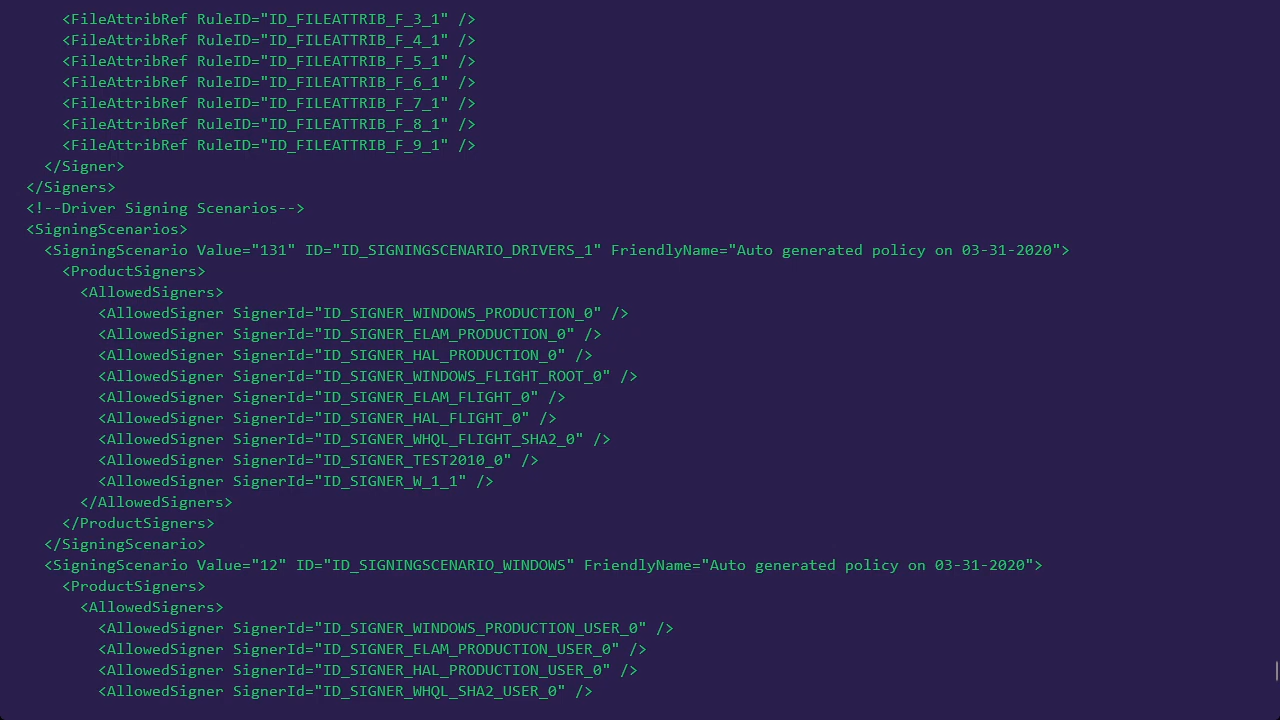 <FileAttribRef RuleID="ID_FILEATTRIB_F_3_1" />
<FileAttribRef RuleID="ID_FILEATTRIB_F_4_1" />
<FileAttribRef RuleID="ID_FILEATTRIB_F_5_1" />
<FileAttribRef RuleID="ID_FILEATTRIB_F_6_1" />
<FileAttribRef RuleID="ID_FILEATTRIB_F_7_1" />
<FileAttribRef RuleID="ID_FILEATTRIB_F_8_1" />
<FileAttribRef RuleID="ID_FILEATTRIB_F_9_1" />
</Signer>
</Signers>
<!--Driver Signing Scenarios-->
<SigningScenarios>
<SigningScenario Value="131" ID="ID_SIGNINGSCENARIO_DRIVERS_1" FriendlyName="Auto generated policy on 03-31-2020">
<ProductSigners>
<AllowedSigners>
<AllowedSigner SignerId="ID_SIGNER_WINDOWS_PRODUCTION_0" />
<AllowedSigner SignerId="ID_SIGNER_ELAM_PRODUCTION_0" />
<AllowedSigner SignerId="ID_SIGNER_HAL_PRODUCTION_0" />
<AllowedSigner SignerId="ID_SIGNER_WINDOWS_FLIGHT_ROOT_0" />
<AllowedSigner SignerId="ID_SIGNER_ELAM_FLIGHT_0" />
<AllowedSigner SignerId="ID_SIGNER_HAL_FLIGHT_0" />
<AllowedSigner SignerId="ID_SIGNER_WHQL_FLIGHT_SHA2_0" />
<AllowedSigner SignerId="ID_SIGNER_TEST2010_0" />
<AllowedSigner SignerId="ID_SIGNER_W_1_1" />
</AllowedSigners>
</ProductSigners>
</SigningScenario>
<SigningScenario Value="12" ID="ID_SIGNINGSCENARIO_WINDOWS" FriendlyName="Auto generated policy on 03-31-2020">
<ProductSigners>
<AllowedSigners>
<AllowedSigner SignerId="ID_SIGNER_WINDOWS_PRODUCTION_USER_0" />
<AllowedSigner SignerId="ID_SIGNER_ELAM_PRODUCTION_USER_0" />
<AllowedSigner SignerId="ID_SIGNER_HAL_PRODUCTION_USER_0" />
<AllowedSigner SignerId="ID_SIGNER_WHQL_SHA2_USER_0" />